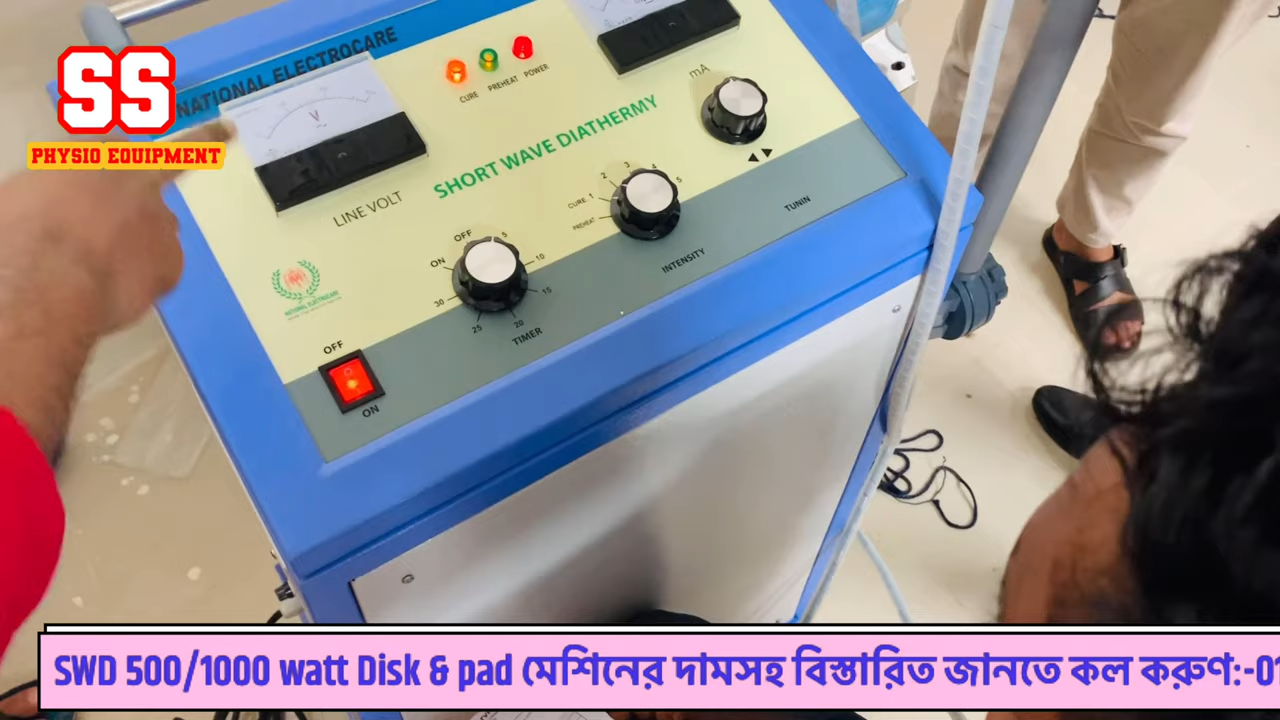 SS
PHYSIO EQUIPMENT
NATIONAL ELECTROCARE
V
CURE
PREHEAT
POWER
mA
SHORT WAVE DIATHERMY
LINE VOLT
OFF
ON
5
10
15
20
25
30
TIMER
PREHEAT
CURE 1
2
3
4
5
INTENSITY
TUNIN
NATIONAL ELECTROCARE
OFF
ON
SWD 500/1000 watt Disk & pad মেশিনের দামসহ বিস্তারিত জানতে কল করুণ:-01